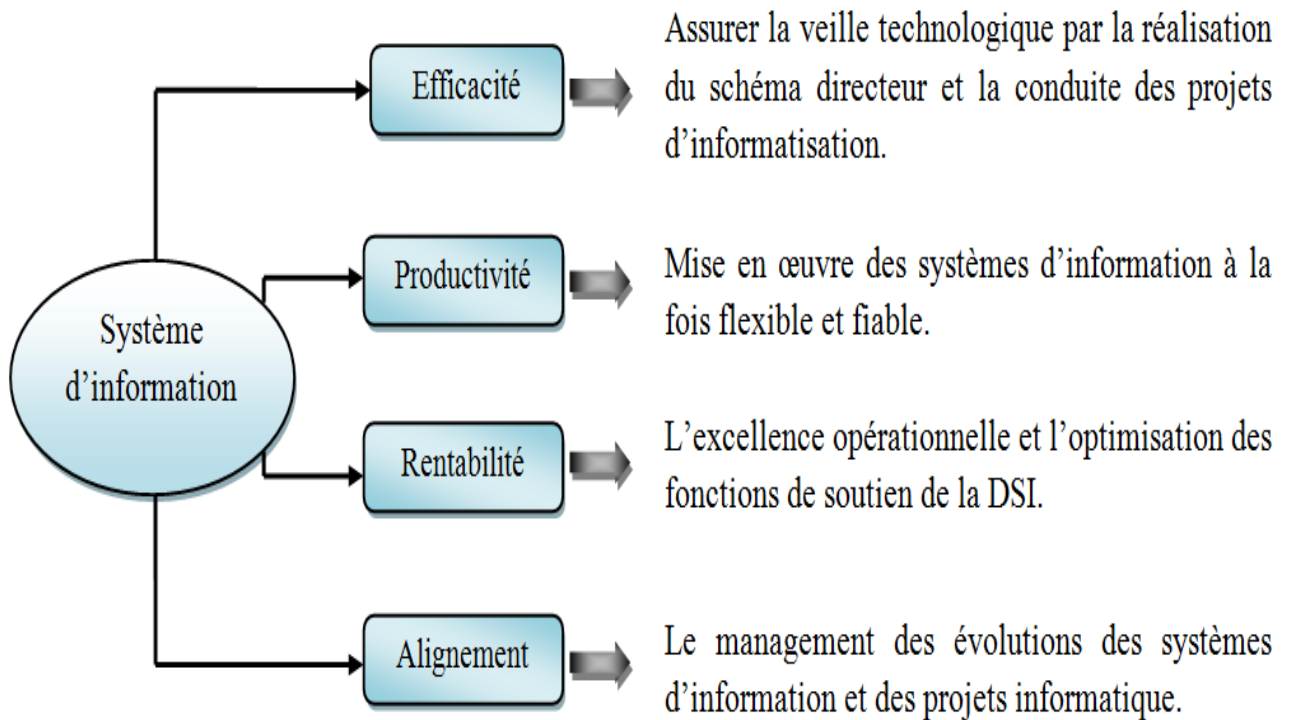 Efficacité
Assurer la veille technologique par la réalisation
du schéma directeur et la conduite des projets
d’informatisation.
Productivité
Mise en œuvre des systèmes d’information à la
fois flexible et fiable.
Système
d’information
Rentabilité
L’excellence opérationnelle et l’optimisation des
fonctions de soutien de la DSI.
Alignement
Le management des évolutions des systèmes
d’information et des projets informatique.